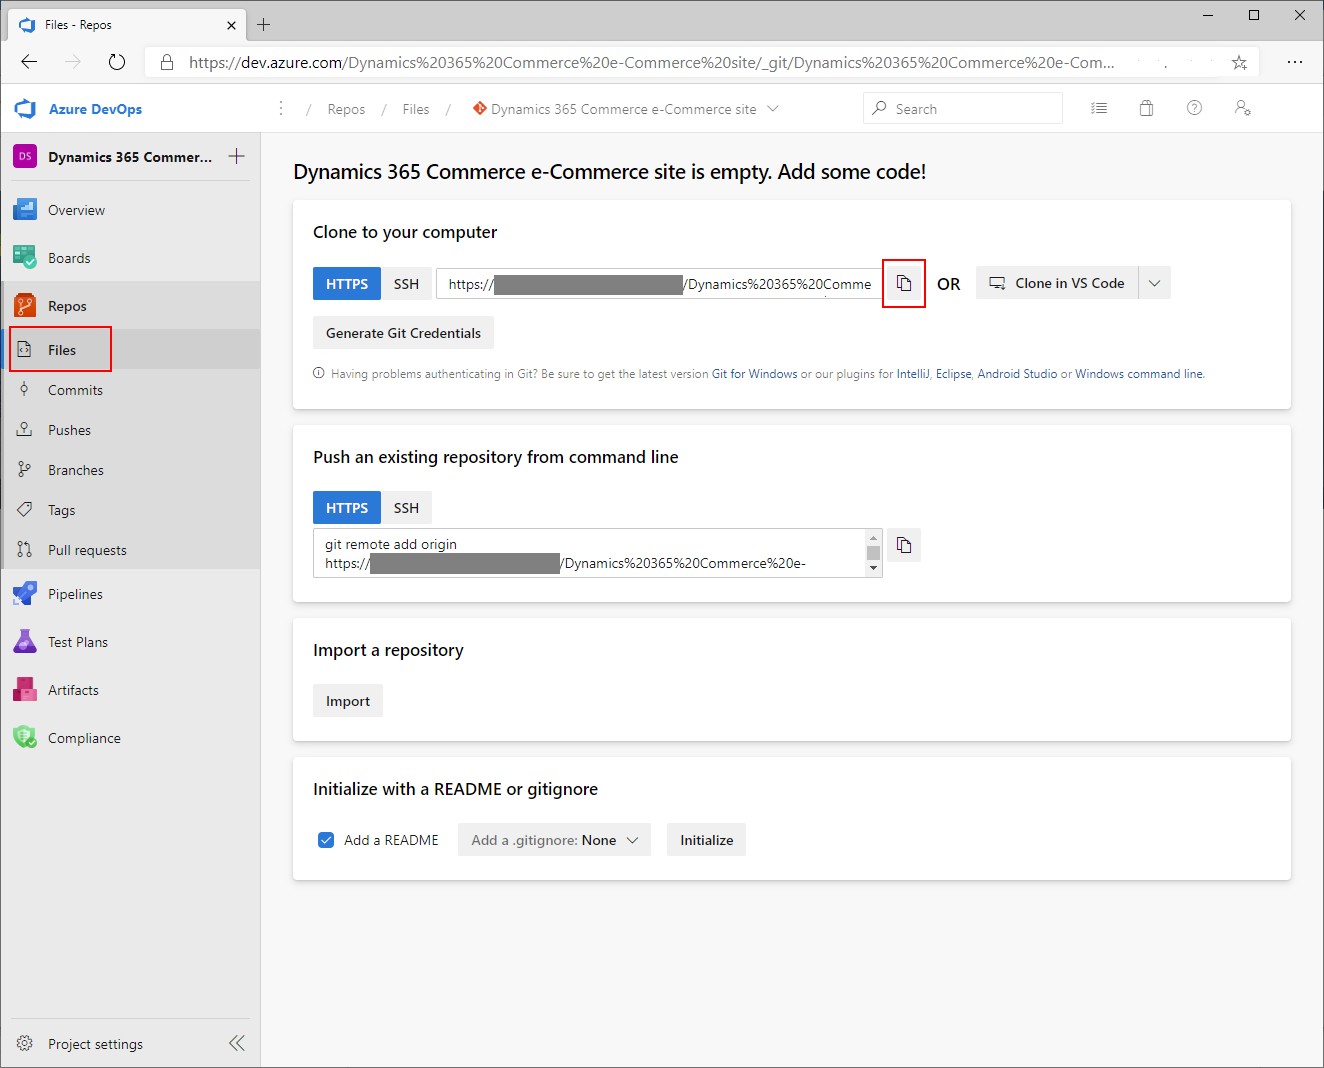 Files - Repos
https://dev.azure.com/Dynamics%20365%20Commerce%20e-Commerce%20site/_git/Dynamics%20365%20Commerce%20e-Com...
Azure DevOps
/ Repos / Files / Dynamics 365 Commerce e-Commerce site
Search
DS Dynamics 365 Commer...
Overview
Boards
Repos
Files
Commits
Pushes
Branches
Tags
Pull requests
Pipelines
Test Plans
Artifacts
Compliance
Project settings
Dynamics 365 Commerce e-Commerce site is empty. Add some code!
Clone to your computer
HTTPS SSH https:// /Dynamics%20365%20Comme OR Clone in VS Code
Generate Git Credentials
Having problems authenticating in Git? Be sure to get the latest version Git for Windows or our plugins for IntelliJ, Eclipse, Android Studio or Windows command line.
Push an existing repository from command line
HTTPS SSH
git remote add origin
https:// /Dynamics%20365%20Commerce%20e-
Import a repository
Import
Initialize with a README or gitignore
Add a README Add a .gitignore: None Initialize